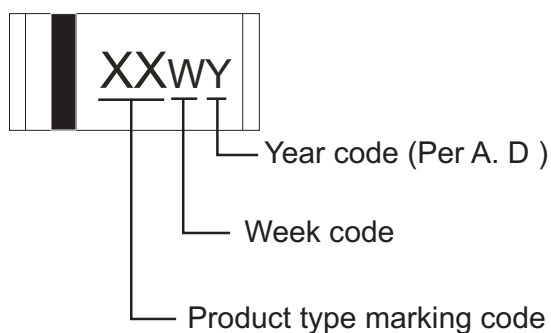 XXWY
Year code (Per A. D )
Week code
Product type marking code